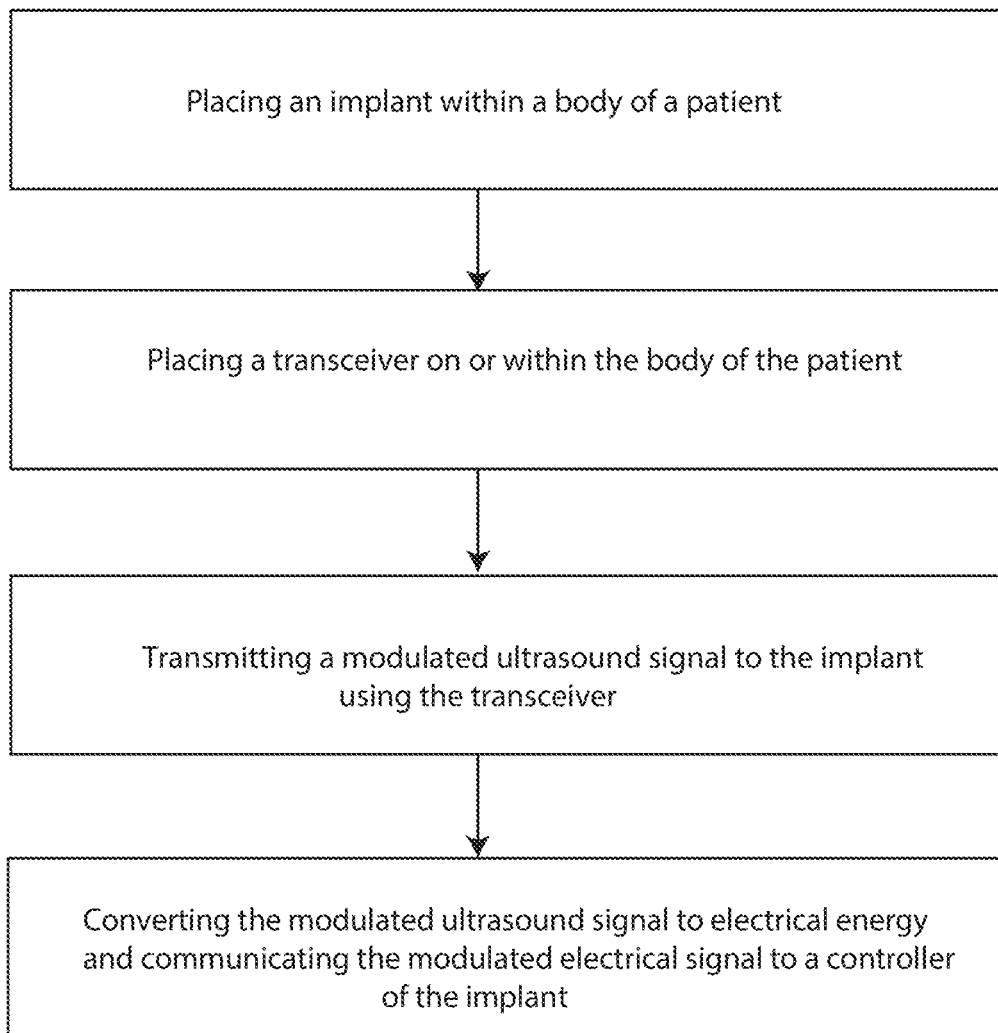 Placing an implant within a body of a patient
Placing a transceiver on or within the body of the patient
Transmitting a modulated ultrasound signal to the implant
using the transceiver
Converting the modulated ultrasound signal to electrical energy
and communicating the modulated electrical signal to a controller
of the implant